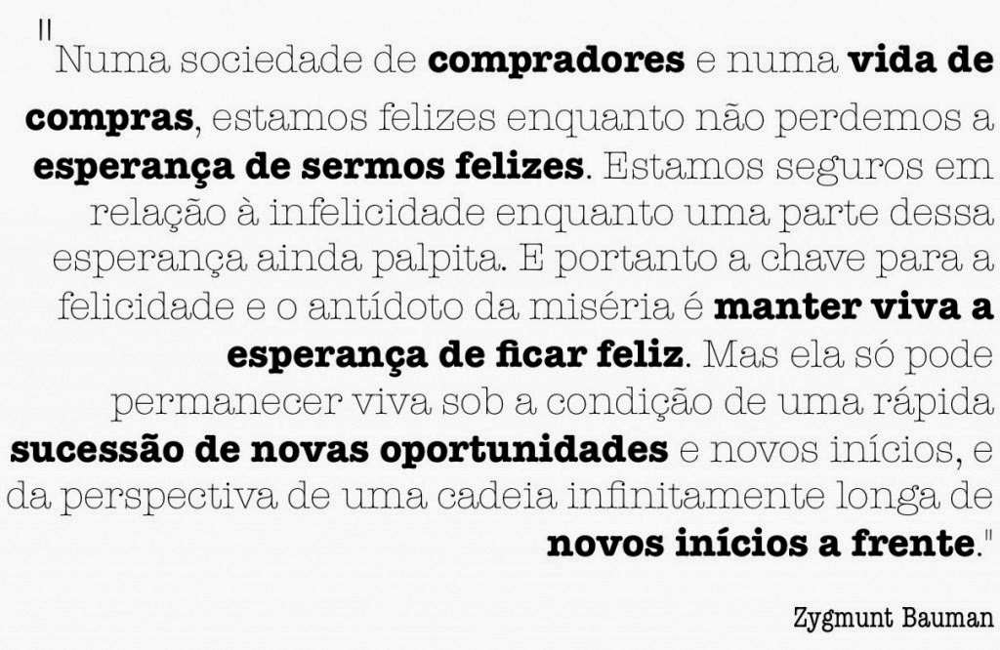 "Numa sociedade de compradores e numa vida de
compras, estamos felizes enquanto não perdemos a
esperança de sermos felizes. Estamos seguros em
relação à infelicidade enquanto uma parte dessa
esperança ainda palpita. E portanto a chave para a
felicidade e o antídoto da miséria é manter viva a
esperança de ficar feliz. Mas ela só pode
permanecer viva sob a condição de uma rápida
sucessão de novas oportunidades e novos inícios, e
da perspectiva de uma cadeia infinitamente longa de
novos inícios a frente."
Zygmunt Bauman